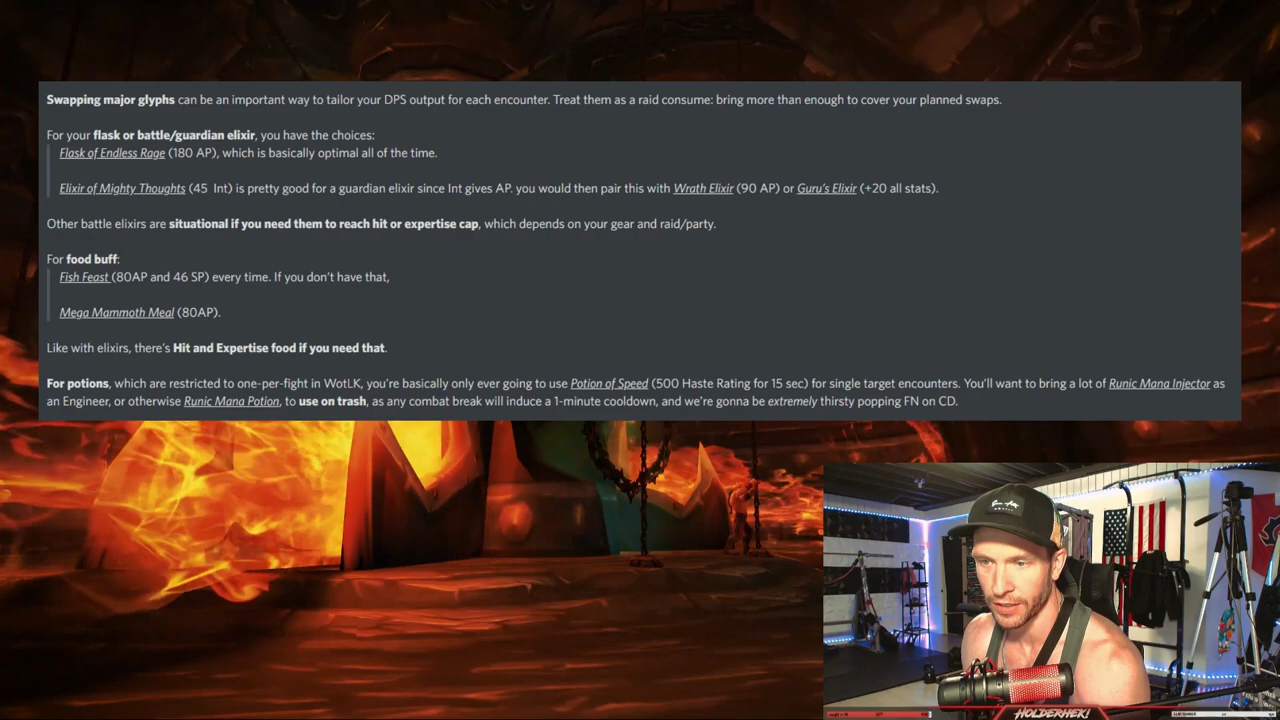 Swapping major glyphs can be an important way to tailor your DPS output for each encounter. Treat them as a raid consume: bring more than enough to cover your planned swaps.
For your flask or battle/guardian elixir, you have the choices:
Flask of Endless Rage (180 AP), which is basically optimal all of the time.
Elixir of Mighty Thoughts (45 Int) is pretty good for a guardian elixir since Int gives AP. you would then pair this with Wrath Elixir (90 AP) or Guru's Elixir (+20 all stats).
Other battle elixirs are situational if you need them to reach hit or expertise cap, which depends on your gear and raid/party.
For food buff:
Fish Feast (80AP and 46 SP) every time. If you don't have that,
Mega Mammoth Meal (80AP).
Like with elixirs, there's Hit and Expertise food if you need that.
For potions, which are restricted to one-per-fight in WotLK, you're basically only ever going to use Potion of Speed (500 Haste Rating for 15 sec) for single target encounters. You'll want to bring a lot of Runic Mana Injector as
an Engineer, or otherwise Runic Mana Potion, to use on trash, as any combat break will induce a 1-minute cooldown, and we're gonna be extremely thirsty popping FN on CD.
HOLDERHEK!